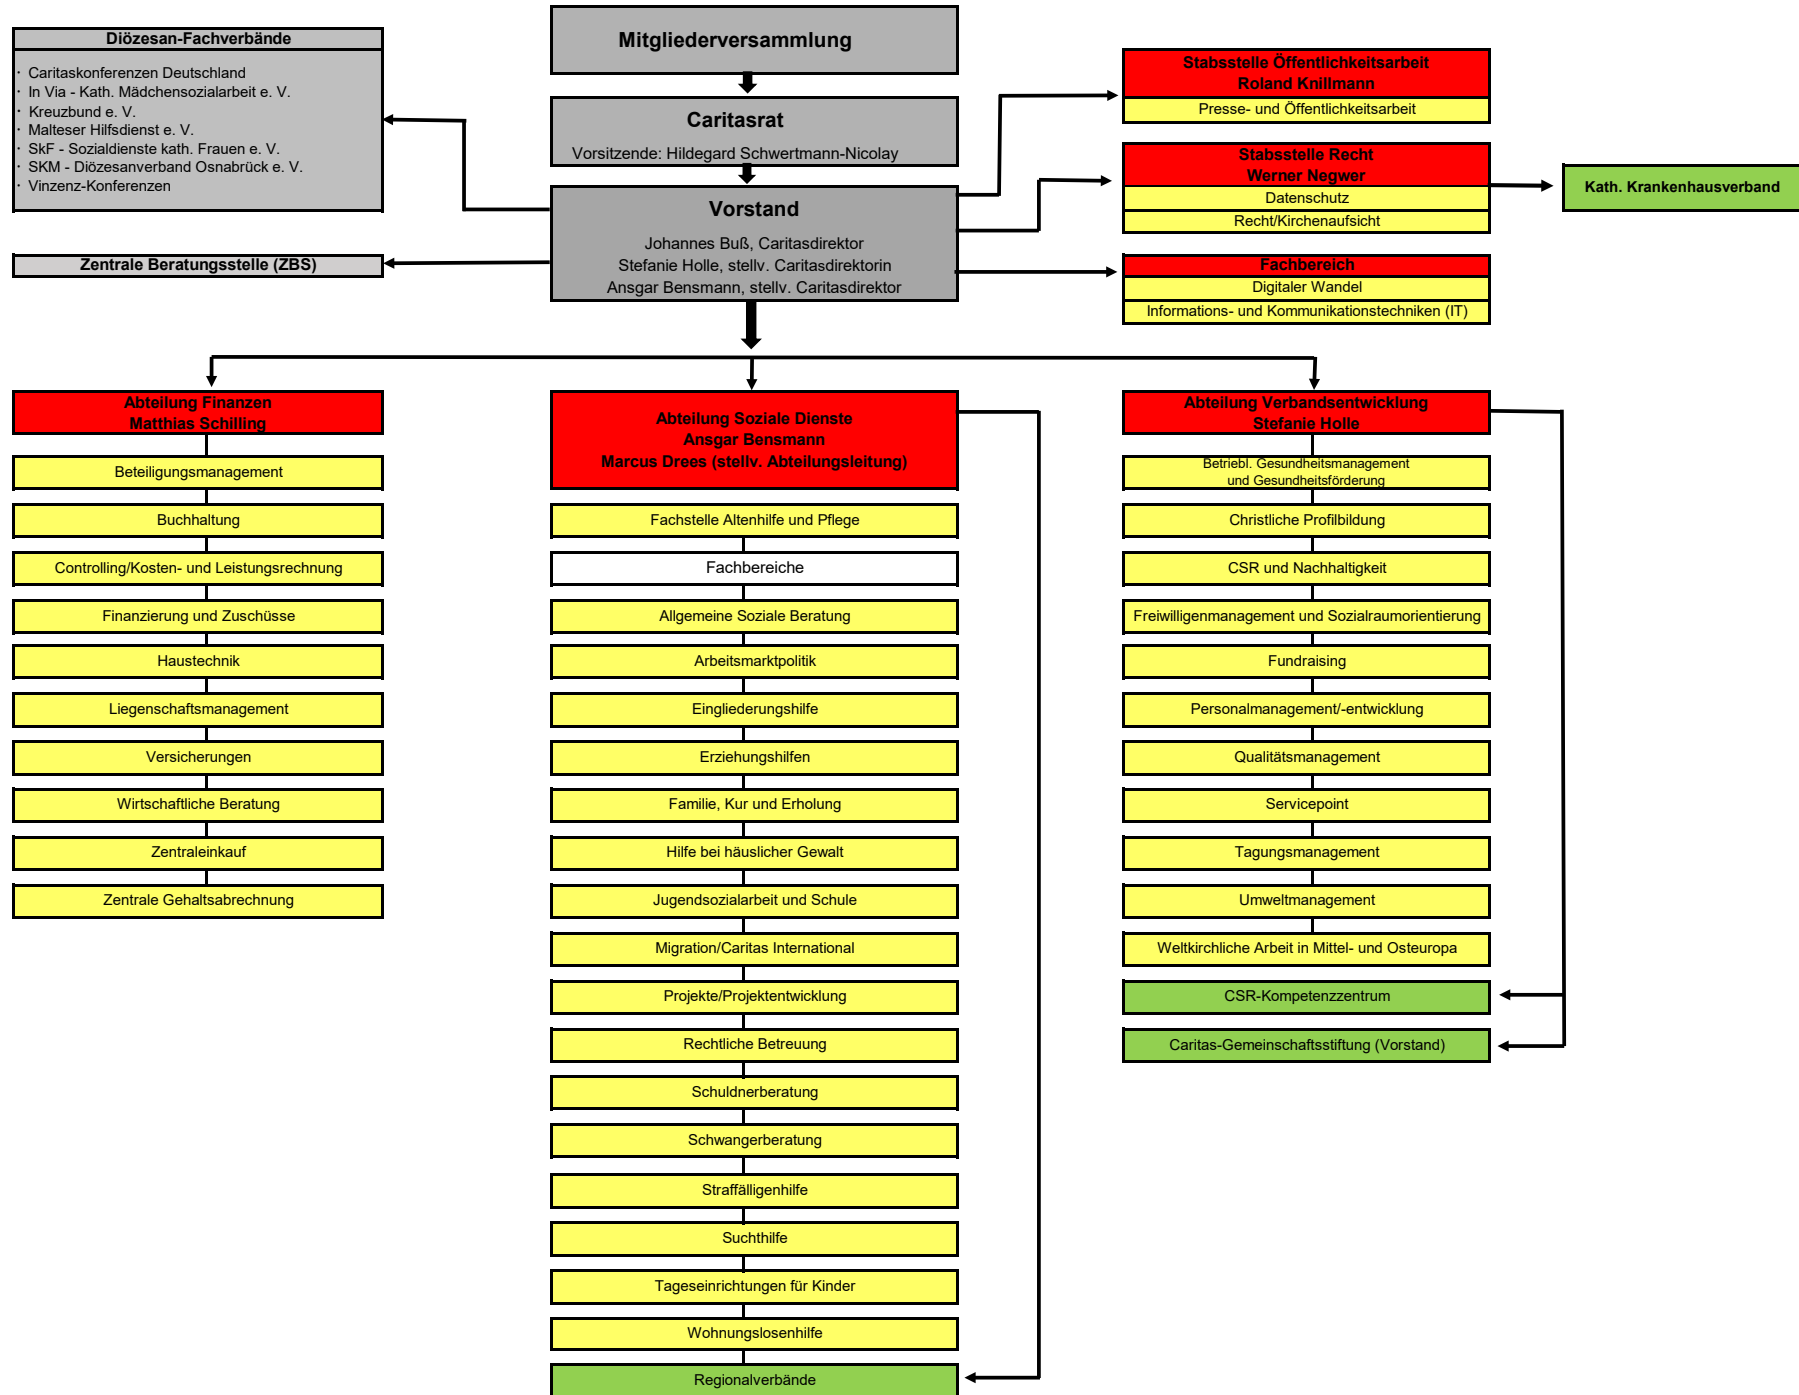 Diözesan-Fachverbände
· Caritaskonferenzen Deutschland
· In Via - Kath. Mädchensozialarbeit e. V.
· Kreuzbund e. V.
· Malteser Hilfsdienst e. V.
· SkF - Sozialdienste kath. Frauen e. V.
· SKM - Diözesanverband Osnabrück e. V.
· Vinzenz-Konferenzen
Zentrale Beratungsstelle (ZBS)
Mitgliederversammlung
Caritasrat
Vorsitzende: Hildegard Schwertmann-Nicolay
Vorstand
Johannes Buß, Caritasdirektor
Stefanie Holle, stellv. Caritasdirektorin
Ansgar Bensmann, stellv. Caritasdirektor
Stabsstelle Öffentlichkeitsarbeit
Roland Knillmann
Presse- und Öffentlichkeitsarbeit
Stabsstelle Recht
Werner Negwer
Datenschutz
Recht/Kirchenaufsicht
Kath. Krankenhausverband
Fachbereich
Digitaler Wandel
Informations- und Kommunikationstechniken (IT)
Abteilung Finanzen
Matthias Schilling
Beteiligungsmanagement
Buchhaltung
Controlling/Kosten- und Leistungsrechnung
Finanzierung und Zuschüsse
Haustechnik
Liegenschaftsmanagement
Versicherungen
Wirtschaftliche Beratung
Zentraleinkauf
Zentrale Gehaltsabrechnung
Abteilung Soziale Dienste
Ansgar Bensmann
Marcus Drees (stellv. Abteilungsleitung)
Fachstelle Altenhilfe und Pflege
Fachbereiche
Allgemeine Soziale Beratung
Arbeitsmarktpolitik
Eingliederungshilfe
Erziehungshilfen
Familie, Kur und Erholung
Hilfe bei häuslicher Gewalt
Jugendsozialarbeit und Schule
Migration/Caritas International
Projekte/Projektentwicklung
Rechtliche Betreuung
Schuldnerberatung
Schwangerberatung
Straffälligenhilfe
Suchthilfe
Tageseinrichtungen für Kinder
Wohnungslosenhilfe
Regionalverbände
Abteilung Verbandsentwicklung
Stefanie Holle
Betriebl. Gesundheitsmanagement
und Gesundheitsförderung
Christliche Profilbildung
CSR und Nachhaltigkeit
Freiwilligenmanagement und Sozialraumorientierung
Fundraising
Personalmanagement/-entwicklung
Qualitätsmanagement
Servicepoint
Tagungsmanagement
Umweltmanagement
Weltkirchliche Arbeit in Mittel- und Osteuropa
CSR-Kompetenzzentrum
Caritas-Gemeinschaftsstiftung (Vorstand)